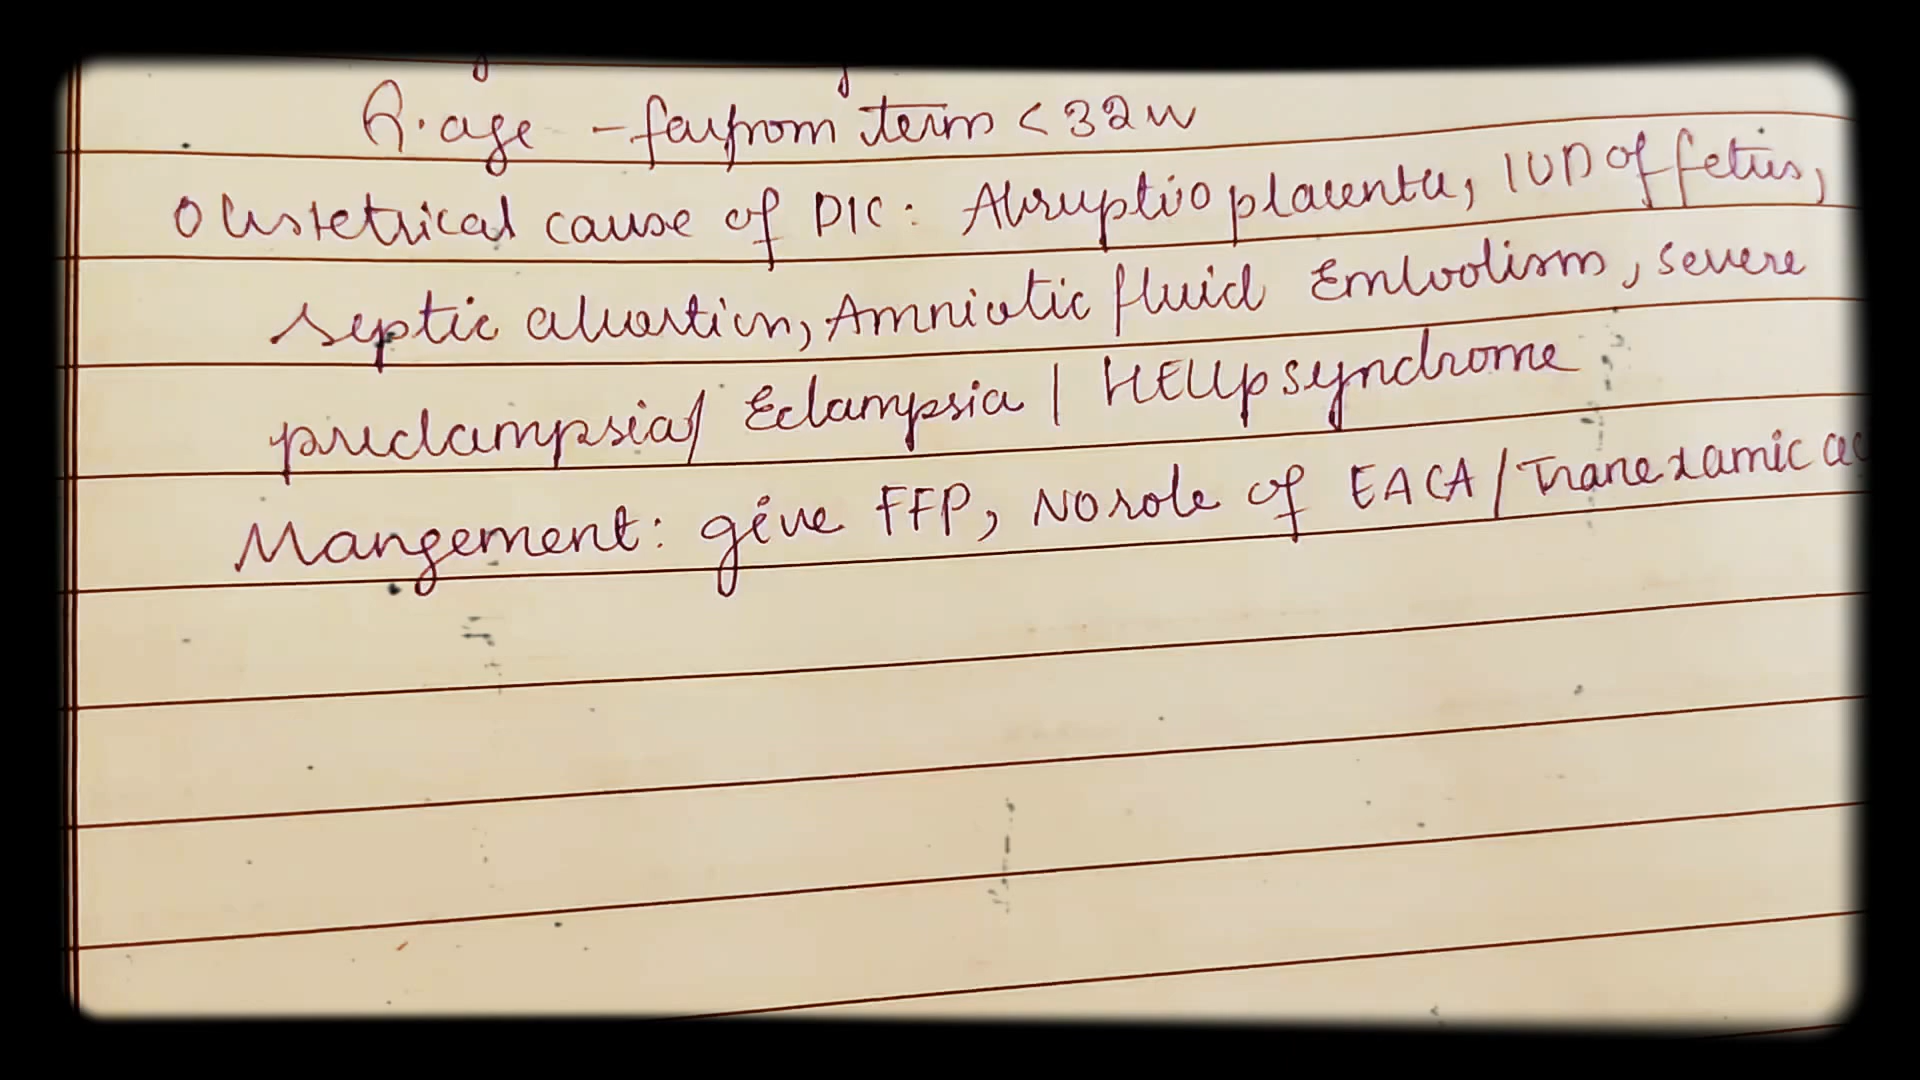 G.age - far from term < 32w
Obstetrical cause of DIC: Abruptio placenta, IUD of fetus,
septic abortion, Amniotic fluid Embolism, severe
preclampsia/ Eclampsia / HELLP syndrome
Mangement: give FFP, No role of EACA / Tranexamic ac